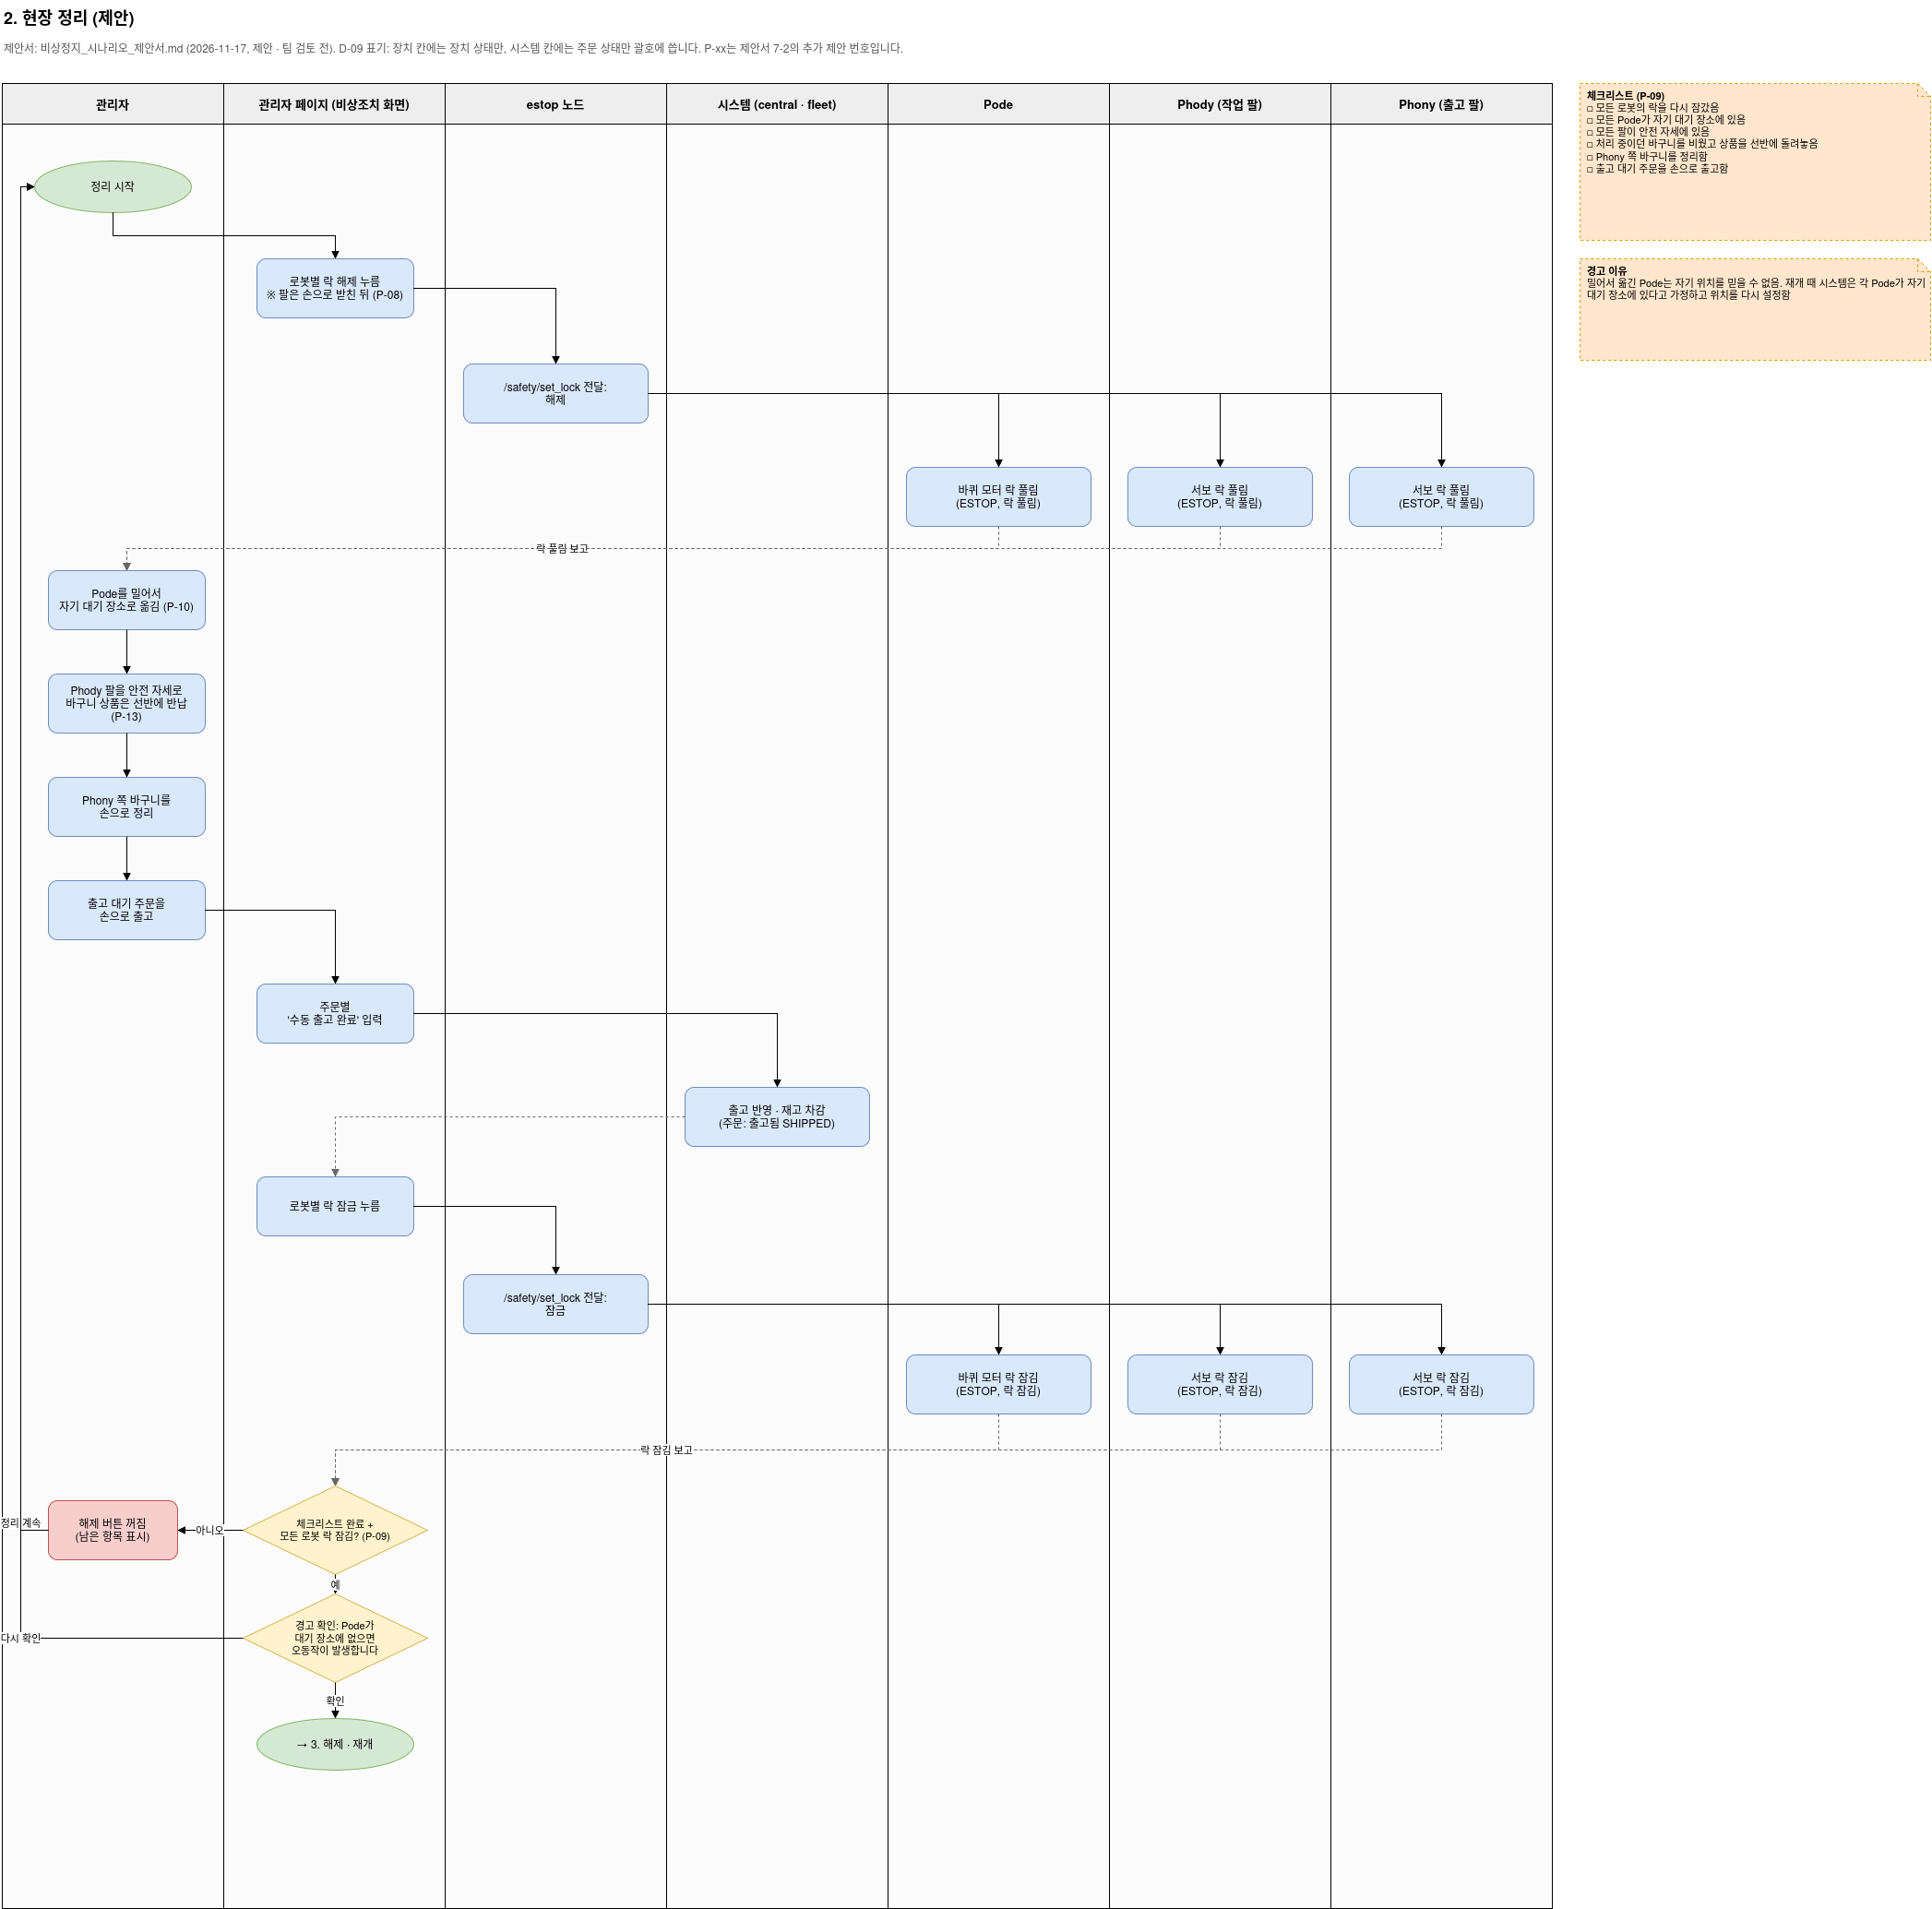 2. 현장 정리 (제안)
제안서: 비상정지_시나리오_제안서.md (2026-11-17, 제안 · 팀 검토 전). D-09 표기: 장치 칸에는 장치 상태만, 시스템 칸에는 주문 상태만 괄호에 씁니다. P-xx는 제안서 7-2의 추가 제안 번호입니다.
관리자
관리자 페이지 (비상조치 화면)
estop 노드
시스템 (central · fleet)
Pode
Phody (작업 팔)
Phony (출고 팔)
체크리스트 (P-09)
□ 모든 로봇의 락을 다시 잠갔음
□ 모든 Pode가 자기 대기 장소에 있음
□ 모든 팔이 안전 자세에 있음
□ 처리 중이던 바구니를 비웠고 상품을 선반에 돌려놓음
□ Phony 쪽 바구니를 정리함
□ 출고 대기 주문을 손으로 출고함
정리 시작
경고 이유
밀어서 옮긴 Pode는 자기 위치를 믿을 수 없음. 재개 때 시스템은 각 Pode가 자기
대기 장소에 있다고 가정하고 위치를 다시 설정함
로봇별 락 해제 누름
※ 팔은 손으로 받친 뒤 (P-08)
/safety/set_lock 전달:
해제
바퀴 모터 락 풀림
(ESTOP, 락 풀림)
서보 락 풀림
(ESTOP, 락 풀림)
서보 락 풀림
(ESTOP, 락 풀림)
락 풀림 보고
Pode를 밀어서
자기 대기 장소로 옮김 (P-10)
Phody 팔을 안전 자세로
바구니 상품은 선반에 반납
(P-13)
Phony 쪽 바구니를
손으로 정리
출고 대기 주문을
손으로 출고
주문별
'수동 출고 완료' 입력
출고 반영 · 재고 차감
(주문: 출고됨 SHIPPED)
로봇별 락 잠금 누름
/safety/set_lock 전달:
잠금
바퀴 모터 락 잠김
(ESTOP, 락 잠김)
서보 락 잠김
(ESTOP, 락 잠김)
서보 락 잠김
(ESTOP, 락 잠김)
락 잠김 보고
정리 계속
해제 버튼 꺼짐
(남은 항목 표시)
아니오
체크리스트 완료 +
모든 로봇 락 잠김? (P-09)
예
다시 확인
경고 확인: Pode가
대기 장소에 없으면
오동작이 발생합니다
확인
→ 3. 해제 · 재개